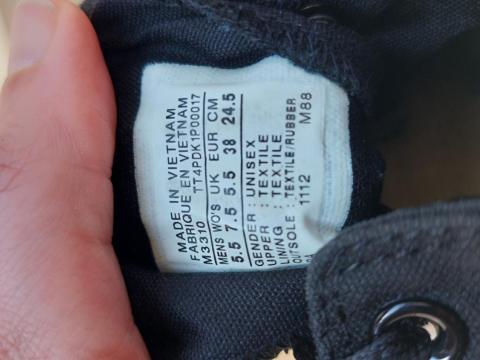 MADE IN VIETNAM
FABRIQUE EN VIETNAM
TT4PDK1P00017
M3310
MENS WO'S UK EUR CM
5.5 7.5 5.5 38 24.5
GENDER : UNISEX
UPPER : TEXTILE
LINING : TEXTILE
OUTSOLE : TEXTILE/RUBBER
1112 M88